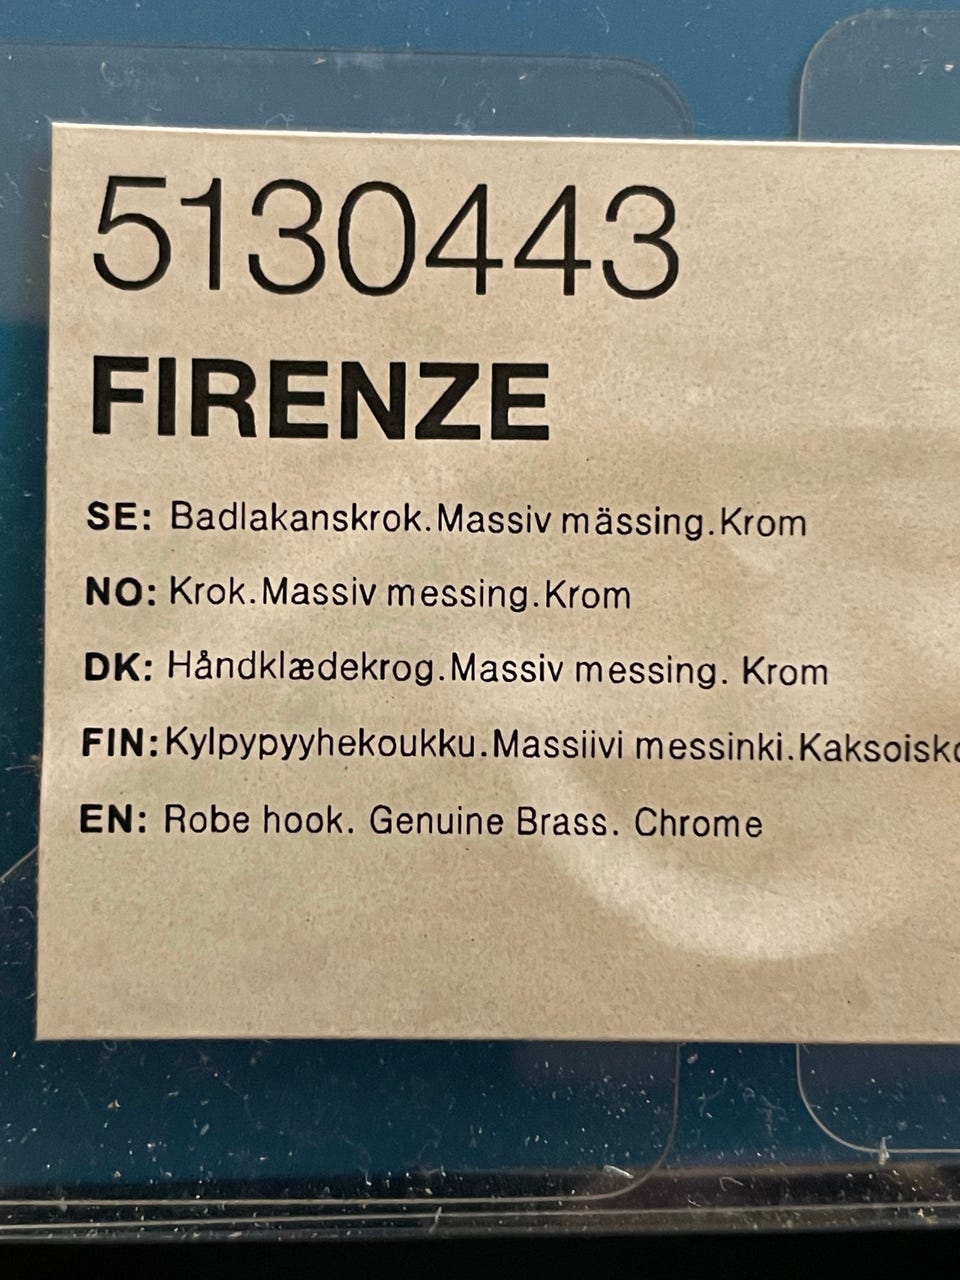 5130443
FIRENZE
SE: Badlakanskrok.Massiv mässing.Krom
NO: Krok.Massiv messing.Krom
DK: Håndklædekrog.Massiv messing. Krom
FIN:Kylpypyyhekoukku.Massiivi messinki.
EN: Robe hook. Genuine Brass. Chrome